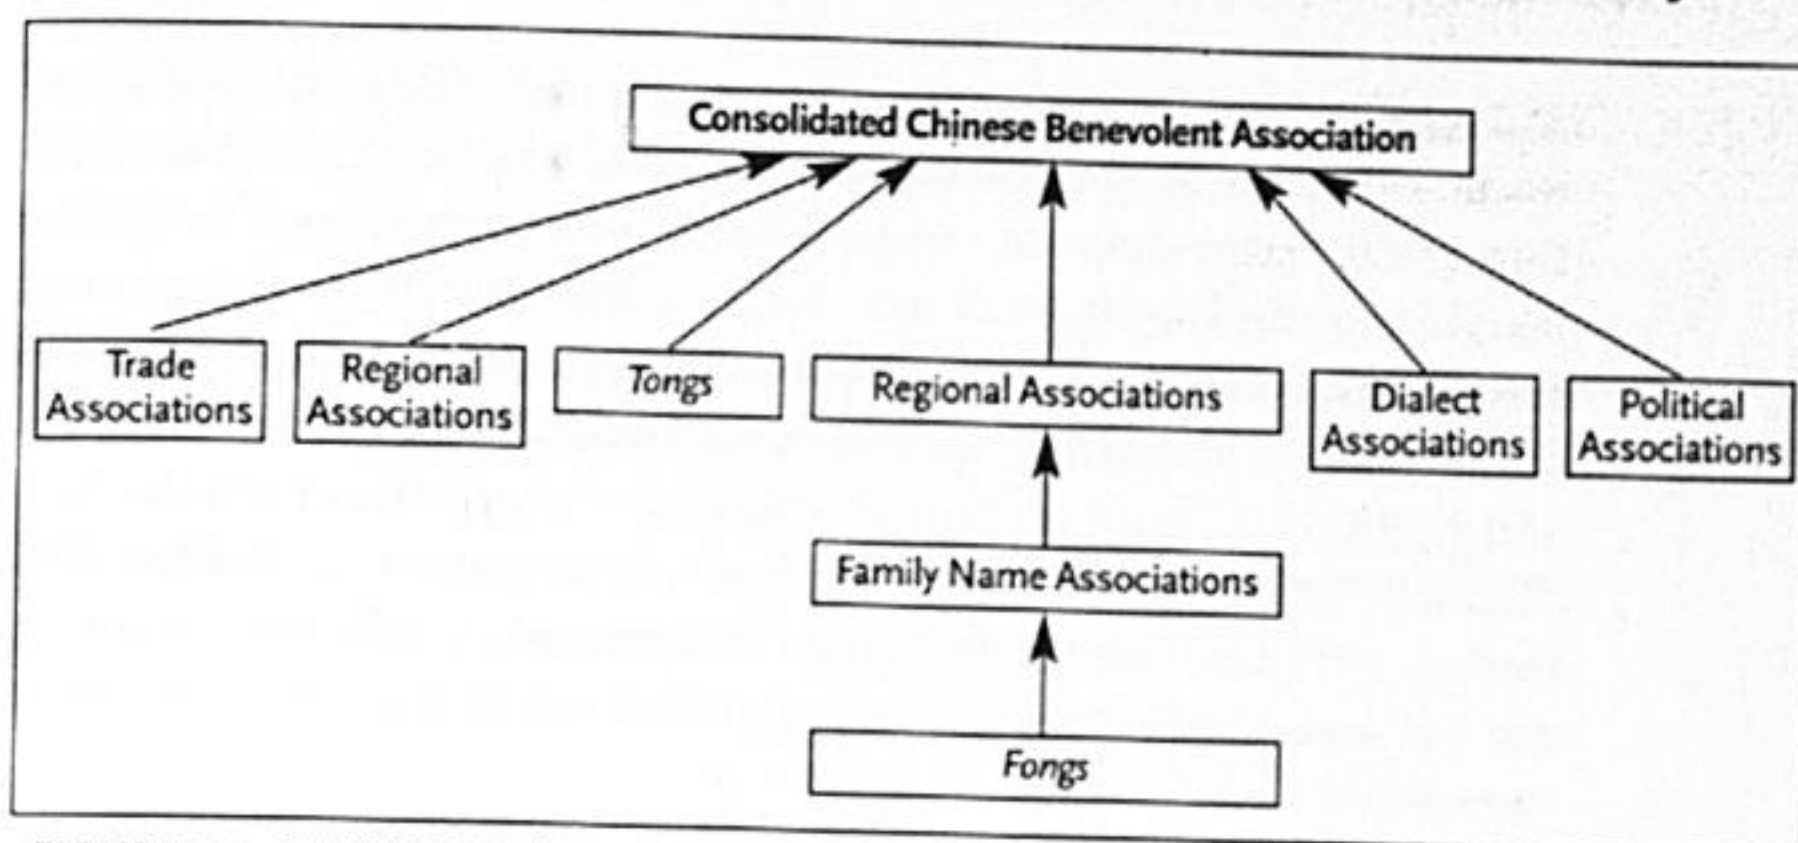 Consolidated Chinese Benevolent Association
Trade
Associations
Regional
Associations
Tongs
Regional Associations
Dialect
Associations
Political
Associations
Family Name Associations
Fongs